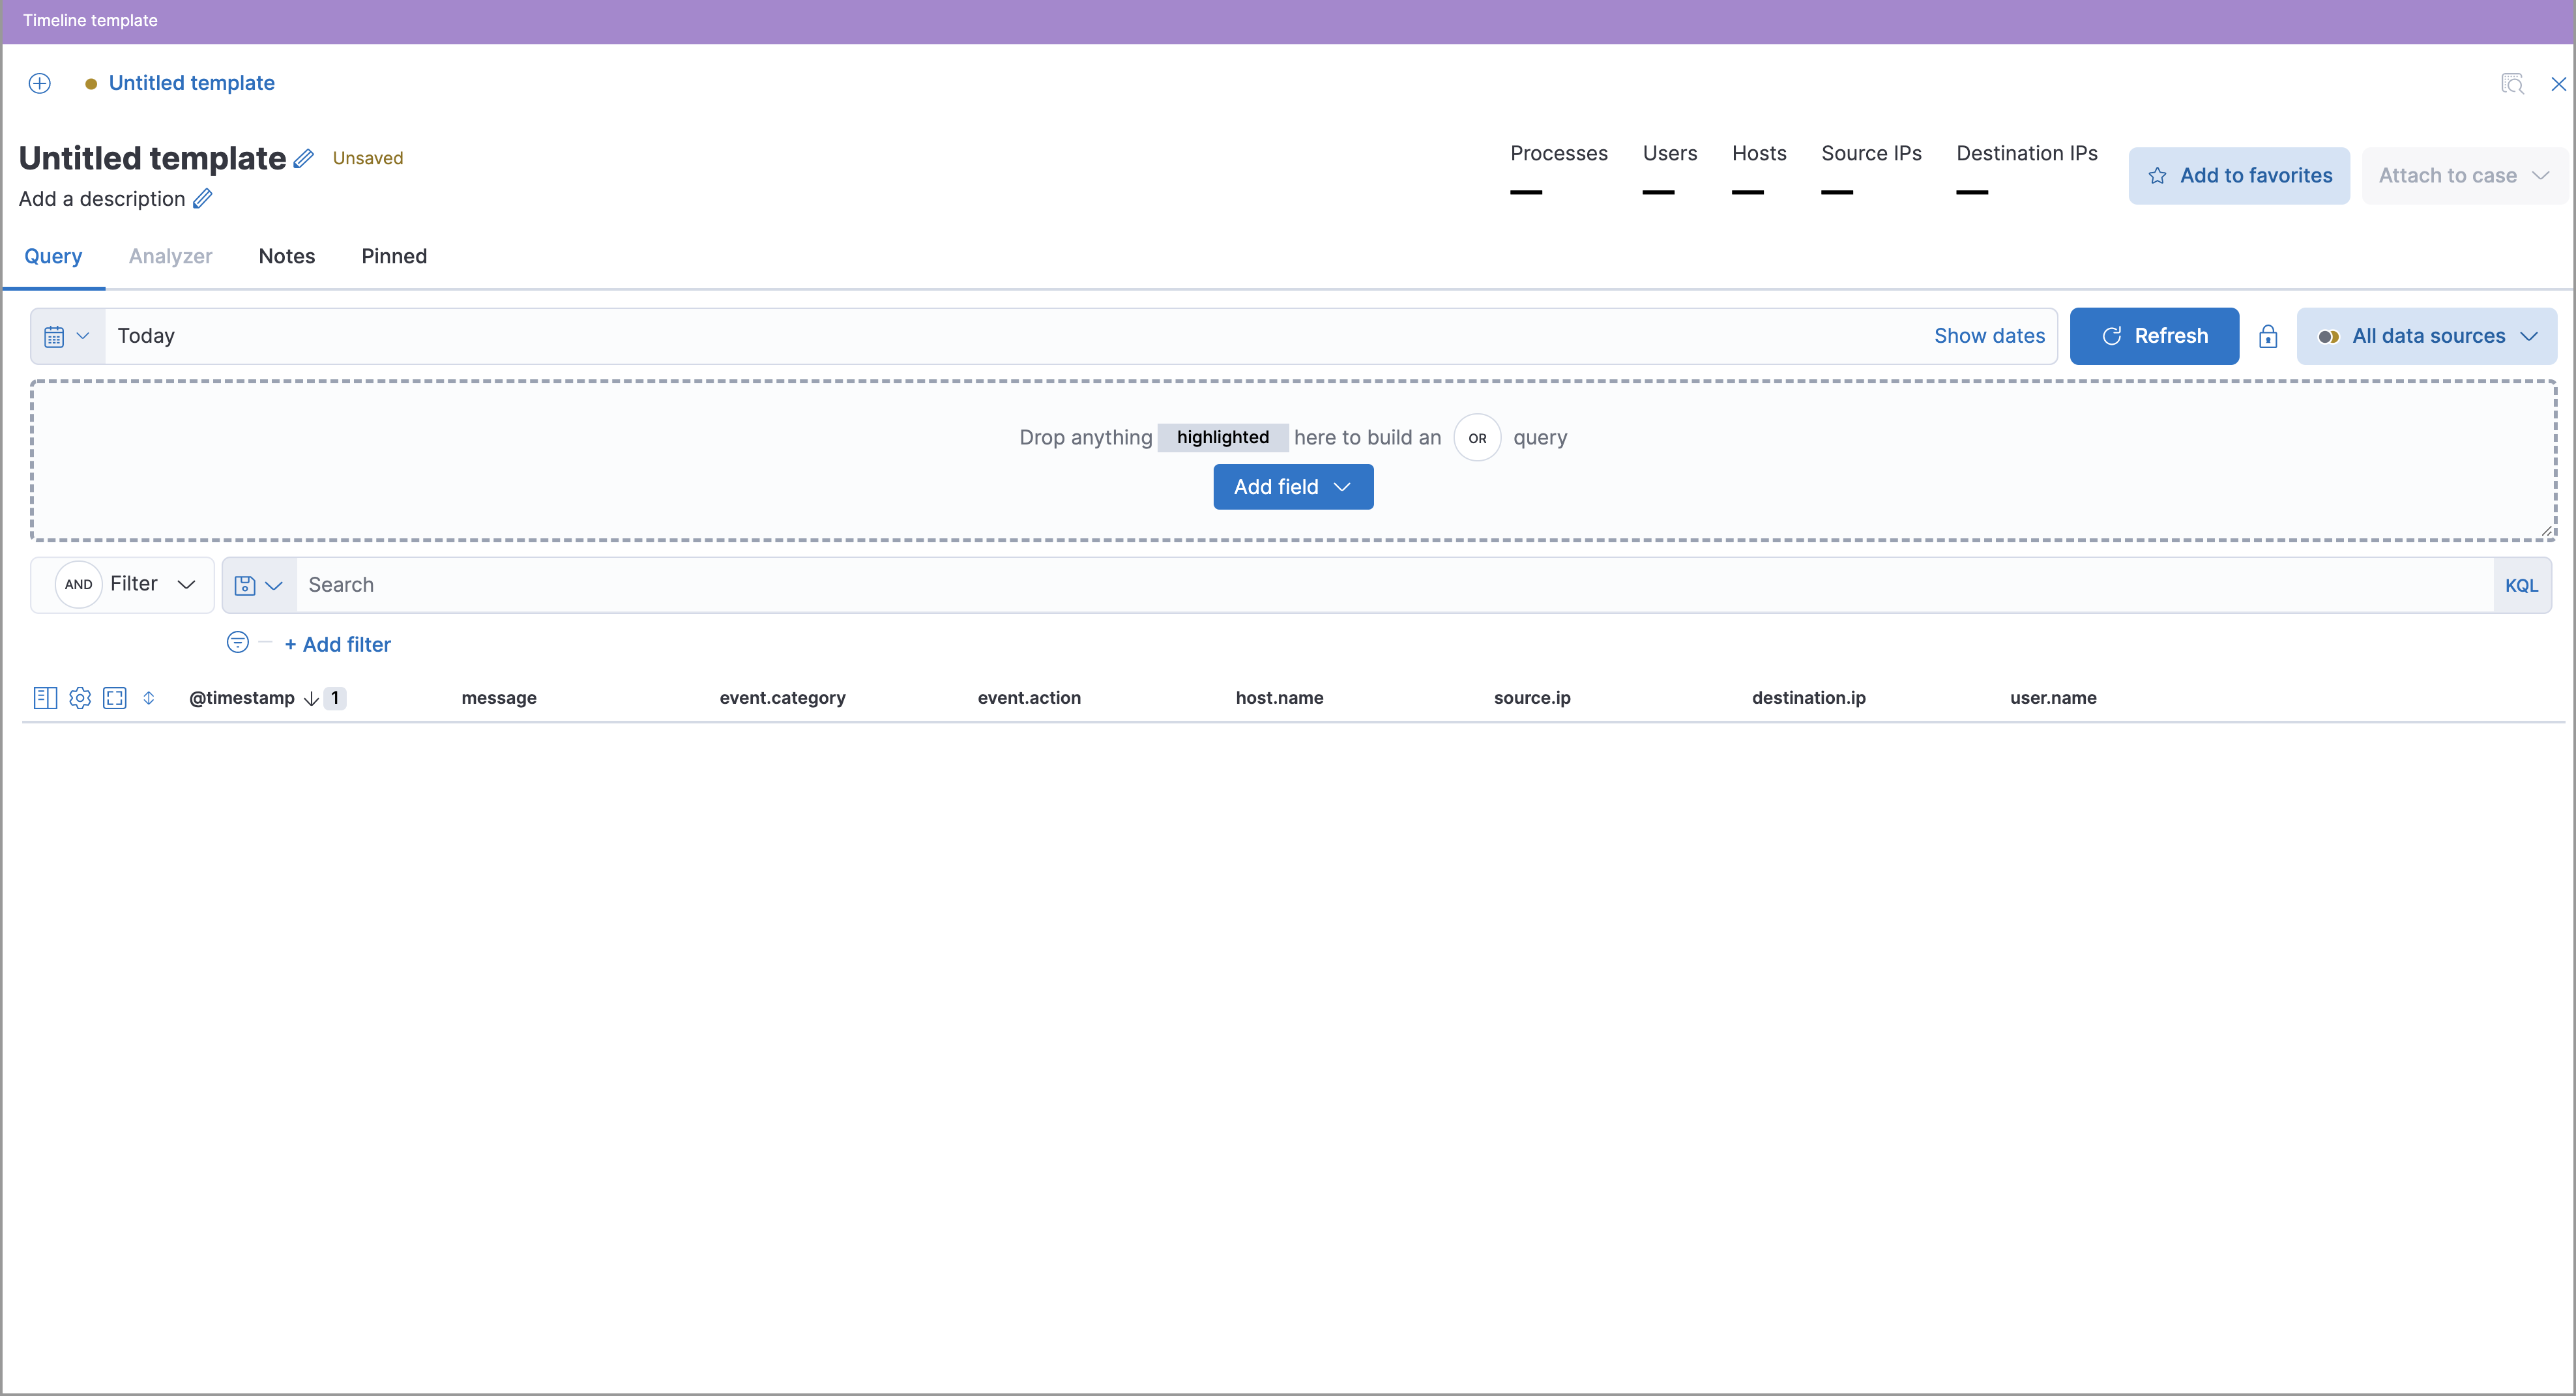 Timeline template
Untitled template
Untitled template Unsaved
Add a description
Processes Users Hosts Source IPs Destination IPs
Add to favorites Attach to case
Query Analyzer Notes Pinned
Today Show dates Refresh All data sources
Drop anything highlighted here to build an OR query
Add field
AND Filter Search KQL
+ Add filter
@timestamp 1 message event.category event.action host.name source.ip destination.ip user.name